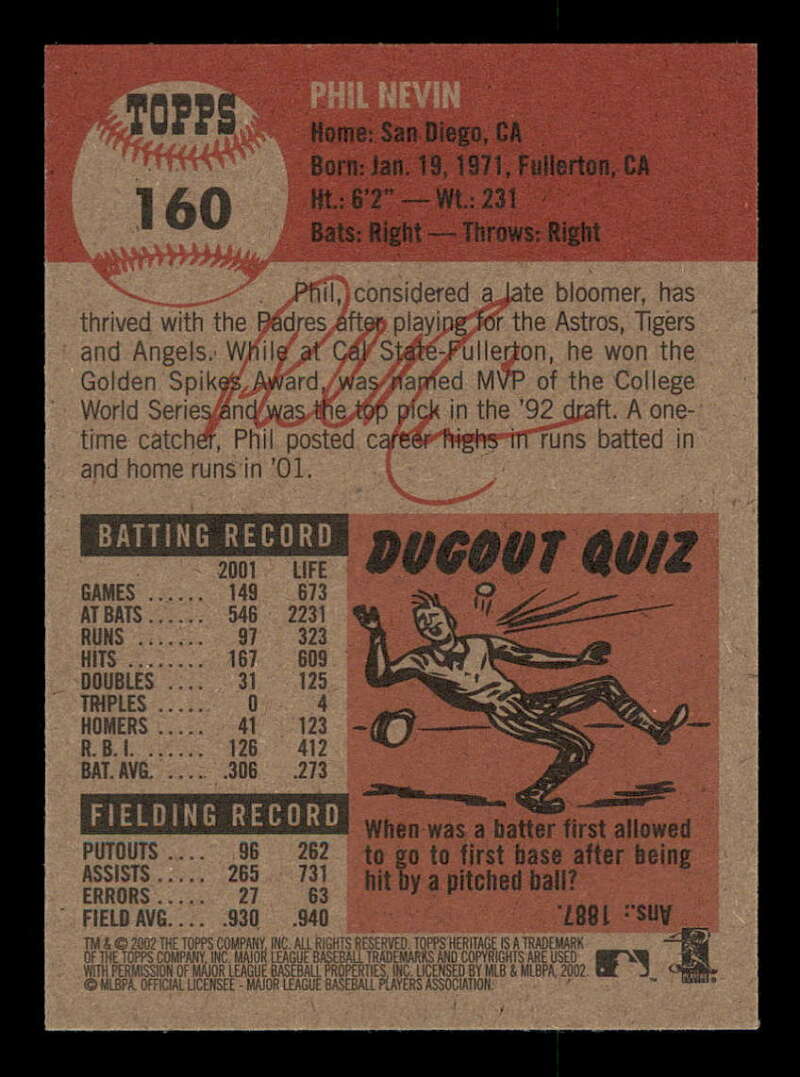 TOPPS
160
PHIL NEVIN
Home: San Diego, CA
Born: Jan. 19, 1971, Fullerton, CA
Ht.: 6'2" — Wt.: 231
Bats: Right — Throws: Right
Phil, considered a late bloomer, has
thrived with the Padres after playing for the Astros, Tigers
and Angels. While at Cal State-Fullerton, he won the
Golden Spikes Award, was named MVP of the College
World Series and was the top pick in the '92 draft. A one-
time catcher, Phil posted career highs in runs batted in
and home runs in '01.
BATTING RECORD
2001 LIFE
GAMES ...... 149 673
AT BATS ...... 546 2231
RUNS ....... 97 323
HITS ........ 167 609
DOUBLES .... 31 125
TRIPLES ..... 0 4
HOMERS ..... 41 123
R. B. I. ...... 126 412
BAT. AVG. .... .306 .273
FIELDING RECORD
PUTOUTS .... 96 262
ASSISTS ..... 265 731
ERRORS ..... 27 63
FIELD AVG. ... .930 .940
DUGOUT QUIZ
When was a batter first allowed
to go to first base after being
hit by a pitched ball?
Ans.: 1887.
TM & © 2002 THE TOPPS COMPANY, INC. ALL RIGHTS RESERVED. TOPPS HERITAGE IS A TRADEMARK
OF THE TOPPS COMPANY, INC. MAJOR LEAGUE BASEBALL TRADEMARKS AND COPYRIGHTS ARE USED
WITH PERMISSION OF MAJOR LEAGUE BASEBALL PROPERTIES, INC. LICENSED BY MLB & MLBPA, 2002.
© MLBPA. OFFICIAL LICENSEE - MAJOR LEAGUE BASEBALL PLAYERS ASSOCIATION.